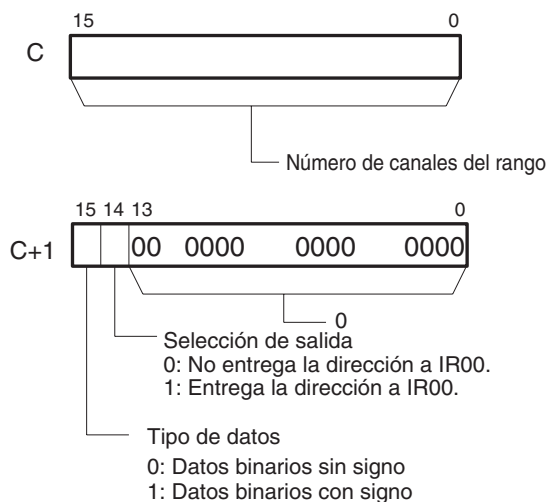 15 0
C
Número de canales del rango
15 14 13 0
C+1 00 0000 0000 0000
0
Selección de salida
0: No entrega la dirección a IR00.
1: Entrega la dirección a IR00.
Tipo de datos
0: Datos binarios sin signo
1: Datos binarios con signo